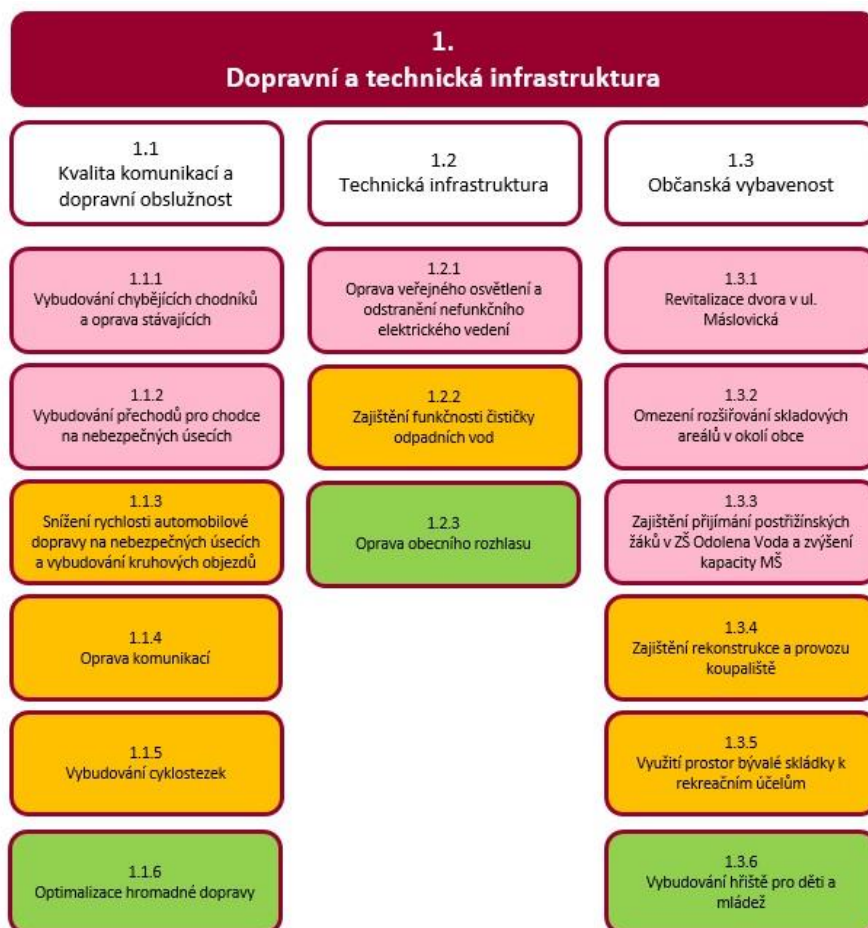 1.
Dopravní a technická infrastruktura
1.1
Kvalita komunikací a
dopravní obslužnost
1.1.1
Vybudování chybějících chodníků
a oprava stávajících
1.1.2
Vybudování přechodů pro chodce
na nebezpečných úsecích
1.1.3
Snížení rychlosti automobilové
dopravy na nebezpečných úsecích
a vybudování kruhových objezdů
1.1.4
Oprava komunikací
1.1.5
Vybudování cyklostezek
1.1.6
Optimalizace hromadné dopravy
1.2
Technická infrastruktura
1.2.1
Oprava veřejného osvětlení a
odstranění nefunkčního
elektrického vedení
1.2.2
Zajištění funkčnosti čističky
odpadních vod
1.2.3
Oprava obecního rozhlasu
1.3
Občanská vybavenost
1.3.1
Revitalizace dvora v ul.
Máslovická
1.3.2
Omezení rozšiřování skladových
areálů v okolí obce
1.3.3
Zajištění přijímání postřižínských
žáků v ZŠ Odolena Voda a zvýšení
kapacity MŠ
1.3.4
Zajištění rekonstrukce a provozu
koupaliště
1.3.5
Využití prostor bývalé skládky k
rekreačním účelům
1.3.6
Vybudování hřiště pro děti a
mládež